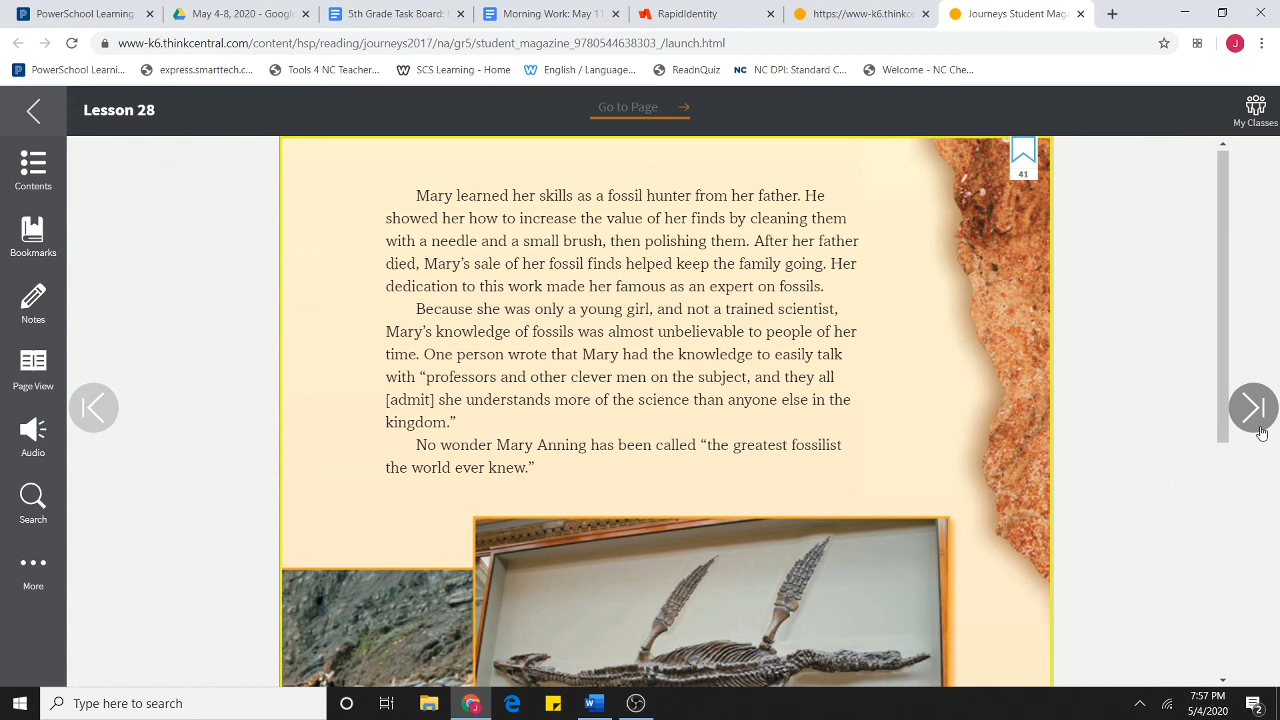 PowerSchool Learning
May 4-8, 2020 - Googl
5th Grade Task Board:
Morning Work: May 11
RapidIdentity
https://www-k6.thinkce
Journeys Student Mag
www-k6.thinkcentral.com/content/hsp/reading/journeys2017/na/gr5/student_magazine_9780544638303_/launch.html
J
PowerSchool Learni...
express.smarttech.c...
Tools 4 NC Teacher...
SCS Learning - Home
English / Language...
ReadnQuiz
NC NC DPI: Standard C...
Welcome - NC Che...
Lesson 28
Go to Page
My Classes
Contents
Bookmarks
Notes
Page View
Audio
Search
More
41
Mary learned her skills as a fossil hunter from her father. He
showed her how to increase the value of her finds by cleaning them
with a needle and a small brush, then polishing them. After her father
died, Mary’s sale of her fossil finds helped keep the family going. Her
dedication to this work made her famous as an expert on fossils.
Because she was only a young girl, and not a trained scientist,
Mary’s knowledge of fossils was almost unbelievable to people of her
time. One person wrote that Mary had the knowledge to easily talk
with “professors and other clever men on the subject, and they all
[admit] she understands more of the science than anyone else in the
kingdom.”
No wonder Mary Anning has been called “the greatest fossilist
the world ever knew.”
Type here to search
7:57 PM
5/4/2020
2